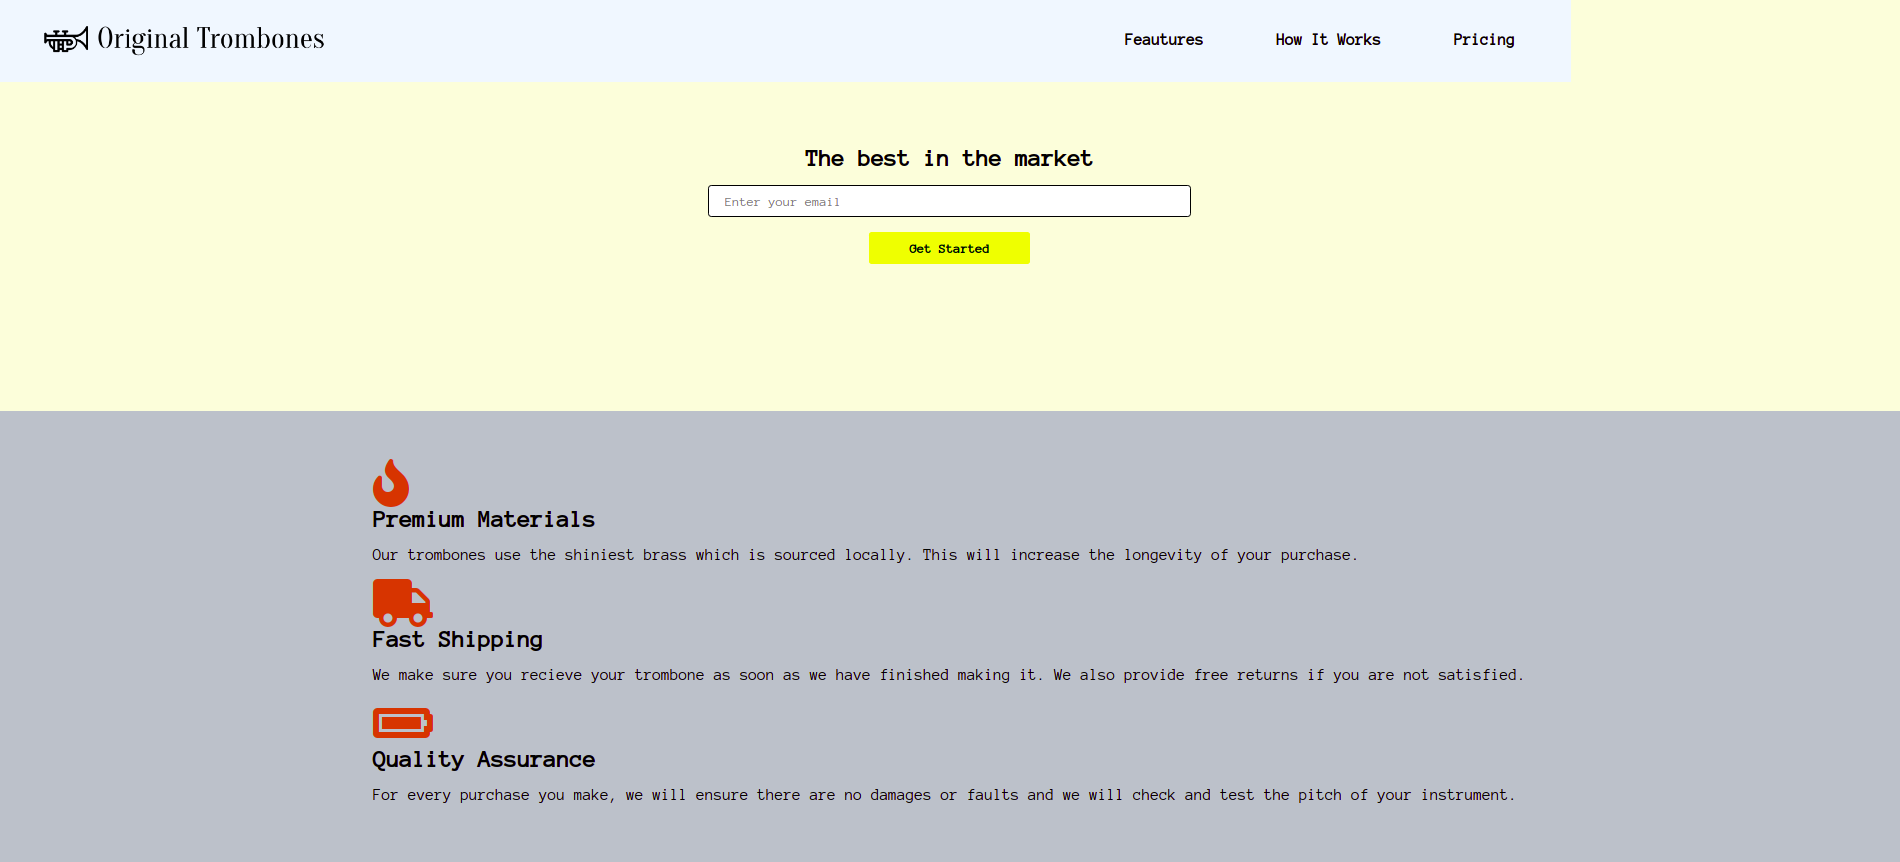 Original Trombones
Feautures
How It Works
Pricing
The best in the market
Enter your email
Get Started
Premium Materials
Our trombones use the shiniest brass which is sourced locally. This will increase the longevity of your purchase.
Fast Shipping
We make sure you recieve your trombone as soon as we have finished making it. We also provide free returns if you are not satisfied.
Quality Assurance
For every purchase you make, we will ensure there are no damages or faults and we will check and test the pitch of your instrument.